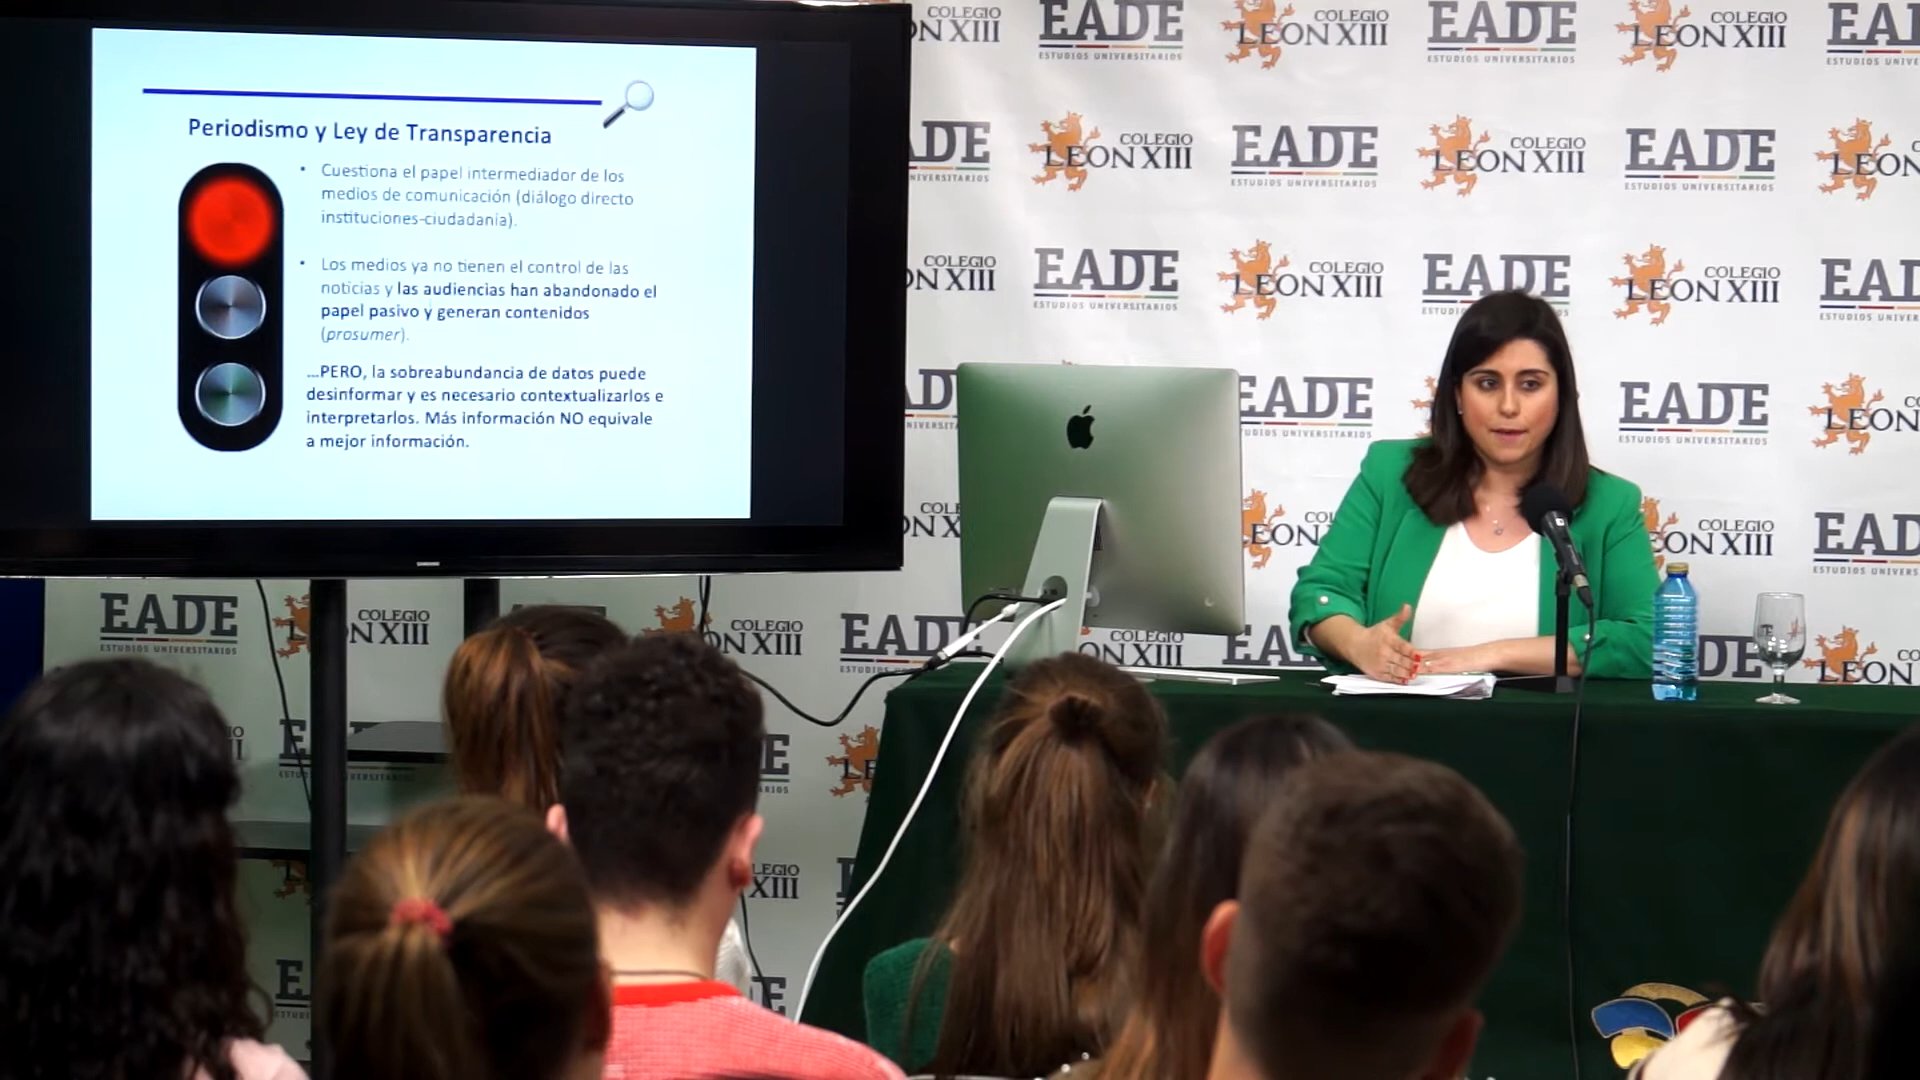 Periodismo y Ley de Transparencia
• Cuestiona el papel intermediador de los
medios de comunicación (diálogo directo
instituciones-ciudadanía).
• Los medios ya no tienen el control de las
noticias y las audiencias han abandonado el
papel pasivo y generan contenidos
(prosumer).
...PERO, la sobreabundancia de datos puede
desinformar y es necesario contextualizarlos e
interpretarlos. Más información NO equivale
a mejor información.
SAMSUNG
EADE
ESTUDIOS UNIVERSITARIOS
COLEGIO
LEON XIII